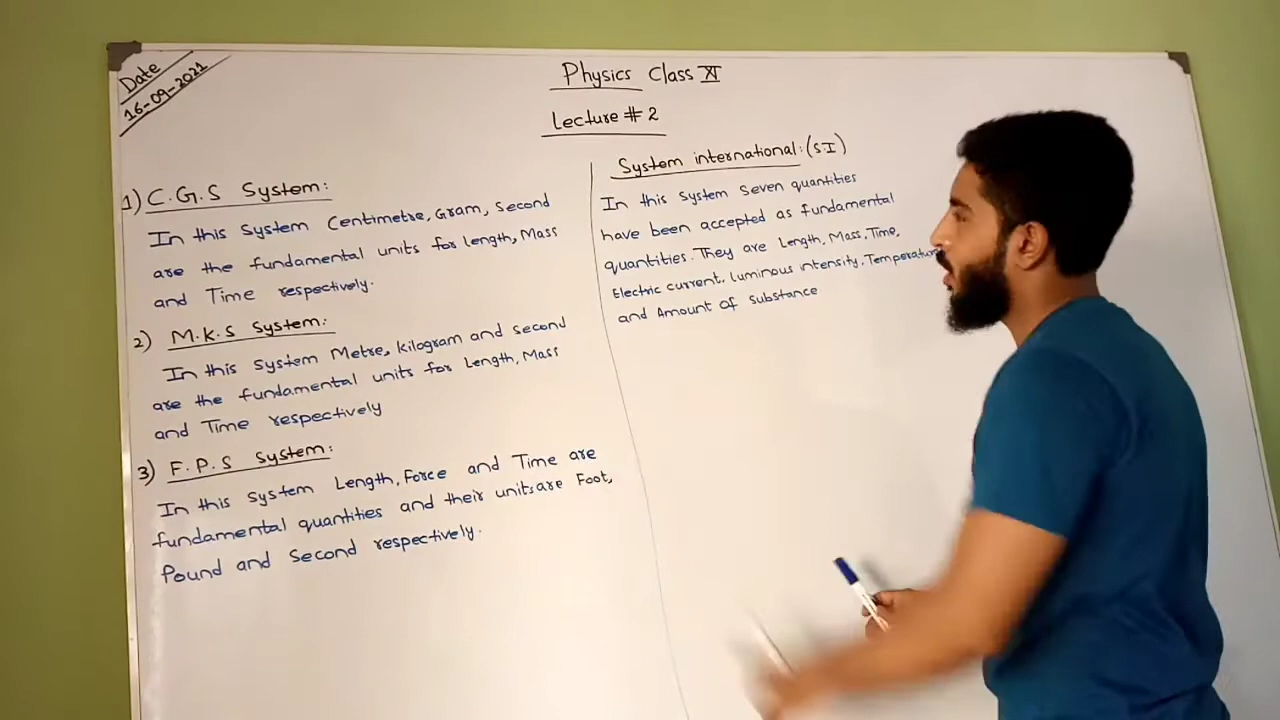 Date
16-09-2021
Physics Class XI
Lecture # 2
1) C.G.S System:
In this System Centimetre, Gram, Second
are the fundamental units for length, Mass
and Time respectively.
2) M.K.S System:
In this System Metre, kilogram and second
are the fundamental units for Length, Mass
and Time respectively
3) F.P.S System:
In this System Length, Force and Time are
fundamental quantities and their units are Foot,
Pound and Second respectively.
System international: (S.I)
In this System Seven quantities
have been accepted as fundamental
quantities. They are Length, Mass, Time,
Electric current, luminous intensity, Temperature
and Amount of substance